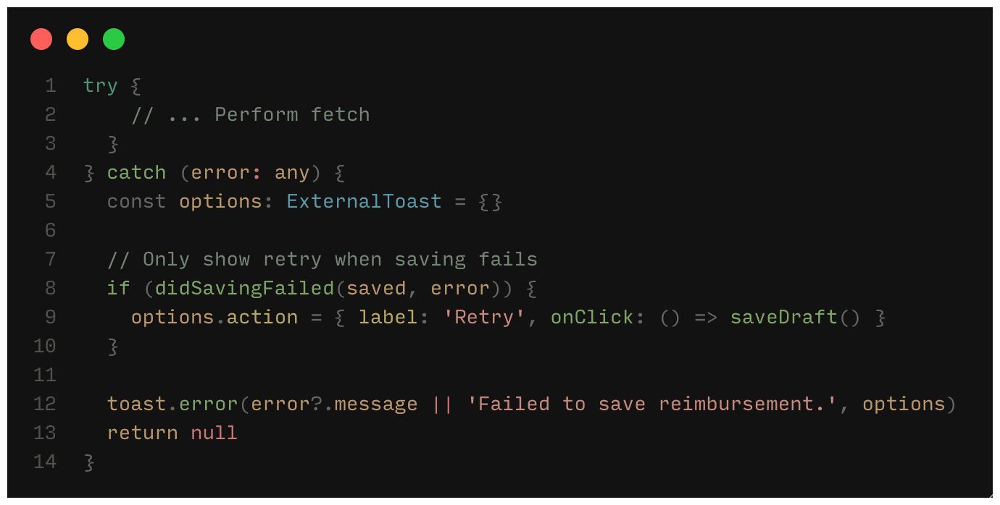 1 try {
2 // ... Perform fetch
3 }
4 } catch (error: any) {
5 const options: ExternalToast = {}
6
7 // Only show retry when saving fails
8 if (didSavingFailed(saved, error)) {
9 options.action = { label: 'Retry', onClick: () => saveDraft() }
10 }
11
12 toast.error(error?.message || 'Failed to save reimbursement.', options)
13 return null
14 }